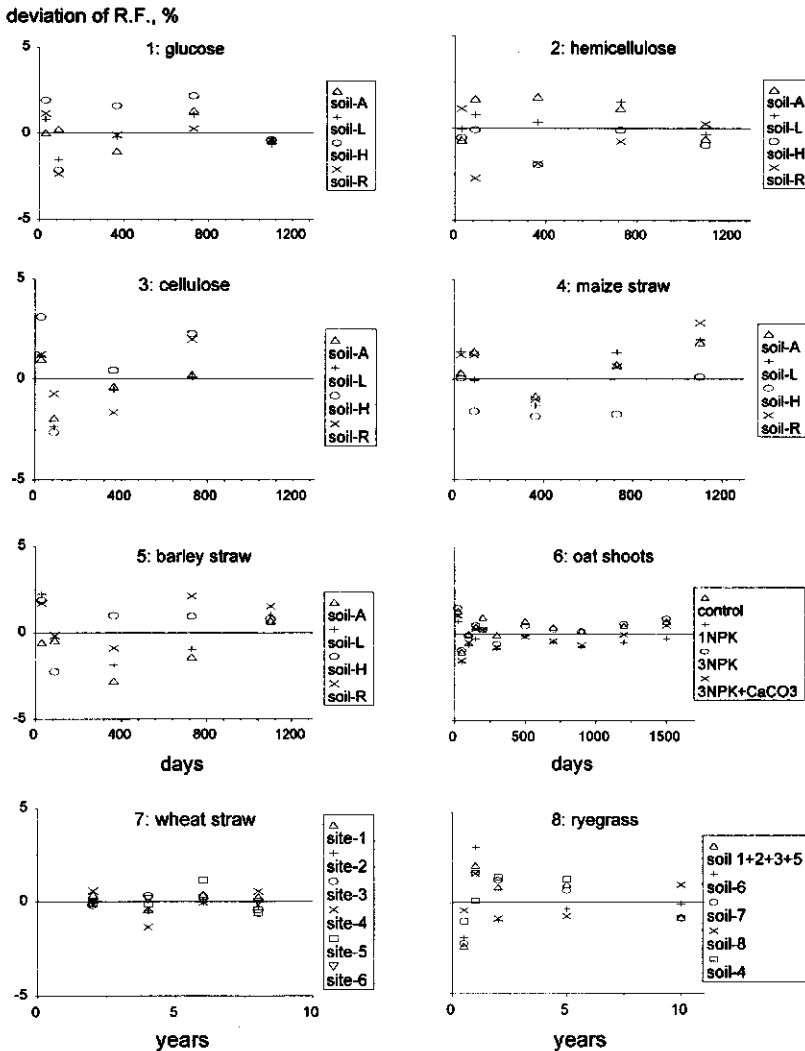 deviation of R.F., %
1: glucose
5
0
-5
0
400
800
1200
soil-A
soil-L
soil-H
soil-R
2: hemicellulose
soil-A
soil-L
soil-H
soil-R
0
400
800
1200
3: cellulose
5
0
-5
0
400
800
1200
soil-A
soil-L
soil-H
soil-R
4: maize straw
soil-A
soil-L
soil-H
soil-R
0
400
800
1200
5: barley straw
5
0
-5
0
400
800
1200
days
soil-A
soil-L
soil-H
soil-R
6: oat shoots
control
1NPK
3NPK
3NPK+CaCO3
0
500
1000
1500
days
7: wheat straw
5
0
-5
0
5
10
years
site-1
site-2
site-3
site-4
site-5
site-6
8: ryegrass
soil 1+2+3+5
soil-6
soil-7
soil-8
soil-4
0
5
10
years